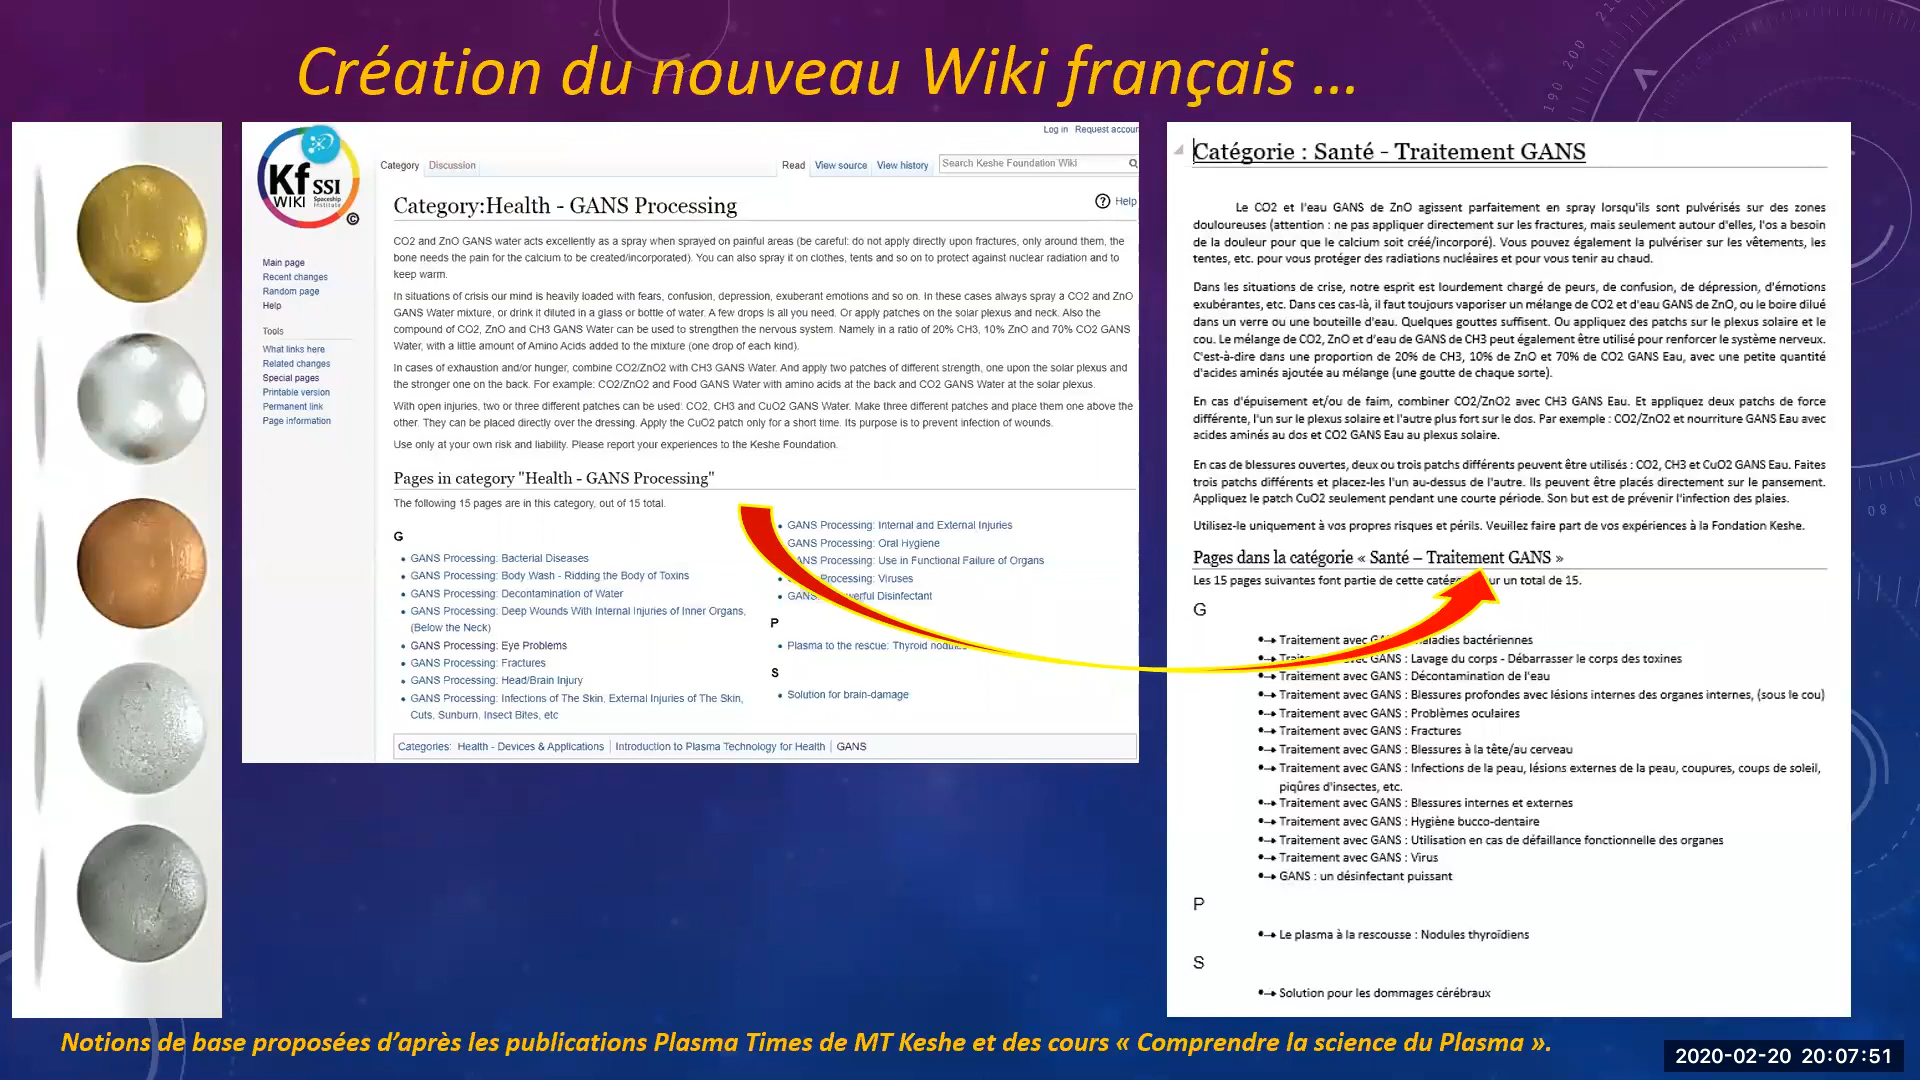 Création du nouveau Wiki français ...
Kf SSI
WIKI Spaceship
Institute
©
Log in Request accoun
Category Discussion
Read View source View history
Search Keshe Foundation Wiki
Category:Health - GANS Processing
Help
Main page
Recent changes
Random page
Help
Tools
What links here
Related changes
Special pages
Printable version
Permanent link
Page information
CO2 and ZnO GANS water acts excellently as a spray when sprayed on painful areas (be careful: do not apply directly upon fractures, only around them, the
bone needs the pain for the calcium to be created/incorporated). You can also spray it on clothes, tents and so on to protect against nuclear radiation and to
keep warm.
In situations of crisis our mind is heavily loaded with fears, confusion, depression, exuberant emotions and so on. In these cases always spray a CO2 and ZnO
GANS Water mixture, or drink it diluted in a glass or bottle of water. A few drops is all you need. Or apply patches on the solar plexus and neck. Also the
compound of CO2, ZnO and CH3 GANS Water can be used to strengthen the nervous system. Namely in a ratio of 20% CH3, 10% ZnO and 70% CO2 GANS
Water, with a little amount of Amino Acids added to the mixture (one drop of each kind).
In cases of exhaustion and/or hunger, combine CO2/ZnO2 with CH3 GANS Water. And apply two patches of different strength, one upon the solar plexus and
the stronger one on the back. For example: CO2/ZnO2 and Food GANS Water with amino acids at the back and CO2 GANS Water at the solar plexus.
With open injuries, two or three different patches can be used: CO2, CH3 and CuO2 GANS Water. Make three different patches and place them one above the
other. They can be placed directly over the dressing. Apply the CuO2 patch only for a short time. Its purpose is to prevent infection of wounds.
Use only at your own risk and liability. Please report your experiences to the Keshe Foundation.
Pages in category "Health - GANS Processing"
The following 15 pages are in this category, out of 15 total.
G
GANS Processing: Bacterial Diseases
GANS Processing: Body Wash - Ridding the Body of Toxins
GANS Processing: Decontamination of Water
GANS Processing: Deep Wounds With Internal Injuries of Inner Organs,
(Below the Neck)
GANS Processing: Eye Problems
GANS Processing: Fractures
GANS Processing: Head/Brain Injury
GANS Processing: Infections of The Skin, External Injuries of The Skin,
Cuts, Sunburn, Insect Bites, etc
GANS Processing: Internal and External Injuries
GANS Processing: Oral Hygiene
GANS Processing: Use in Functional Failure of Organs
Processing: Viruses
GANS: Disinfectant
P
Plasma to the rescue: Thyroid
S
Solution for brain-damage
Categories: Health - Devices & Applications | Introduction to Plasma Technology for Health | GANS
Catégorie : Santé - Traitement GANS
Le CO2 et l'eau GANS de ZnO agissent parfaitement en spray lorsqu'ils sont pulvérisés sur des zones
douloureuses (attention : ne pas appliquer directement sur les fractures, mais seulement autour d'elles, l'os a besoin
de la douleur pour que le calcium soit créé/incorporé). Vous pouvez également la pulvériser sur les vêtements, les
tentes, etc. pour vous protéger des radiations nucléaires et pour vous tenir au chaud.
Dans les situations de crise, notre esprit est lourdement chargé de peurs, de confusion, de dépression, d'émotions
exubérantes, etc. Dans ces cas-là, il faut toujours vaporiser un mélange de CO2 et d'eau GANS de ZnO, ou le boire dilué
dans un verre ou une bouteille d'eau. Quelques gouttes suffisent. Ou appliquez des patchs sur le plexus solaire et le
cou. Le mélange de CO2, ZnO et d'eau de GANS de CH3 peut également être utilisé pour renforcer le système nerveux.
C'est-à-dire dans une proportion de 20% de CH3, 10% de ZnO et 70% de CO2 GANS Eau, avec une petite quantité
d'acides aminés ajoutée au mélange (une goutte de chaque sorte).
En cas d'épuisement et/ou de faim, combiner CO2/ZnO2 avec CH3 GANS Eau. Et appliquez deux patchs de force
différente, l'un sur le plexus solaire et l'autre plus fort sur le dos. Par exemple : CO2/ZnO2 et nourriture GANS Eau avec
acides aminés au dos et CO2 GANS Eau au plexus solaire.
En cas de blessures ouvertes, deux ou trois patchs différents peuvent être utilisés : CO2, CH3 et CuO2 GANS Eau. Faites
trois patchs différents et placez-les l'un au-dessus de l'autre. Ils peuvent être placés directement sur le pansement.
Appliquez le patch CuO2 seulement pendant une courte période. Son but est de prévenir l'infection des plaies.
Utilisez-le uniquement à vos propres risques et périls. Veuillez faire part de vos expériences à la Fondation Keshe.
Pages dans la catégorie « Santé – Traitement GANS »
Les 15 pages suivantes font partie de cette catég ur un total de 15.
G
Traitement avec GANS : maladies bactériennes
Traitement avec GANS : Lavage du corps - Débarrasser le corps des toxines
Traitement avec GANS : Décontamination de l'eau
Traitement avec GANS : Blessures profondes avec lésions internes des organes internes, (sous le cou)
Traitement avec GANS : Problèmes oculaires
Traitement avec GANS : Fractures
Traitement avec GANS : Blessures à la tête/au cerveau
Traitement avec GANS : Infections de la peau, lésions externes de la peau, coupures, coups de soleil,
piqûres d'insectes, etc.
Traitement avec GANS : Blessures internes et externes
Traitement avec GANS : Hygiène bucco-dentaire
Traitement avec GANS : Utilisation en cas de défaillance fonctionnelle des organes
Traitement avec GANS : Virus
GANS : un désinfectant puissant
P
Le plasma à la rescousse : Nodules thyroïdiens
S
Solution pour les dommages cérébraux
Notions de base proposées d'après les publications Plasma Times de MT Keshe et des cours « Comprendre la science du Plasma ».
2020-02-20 20:07:51